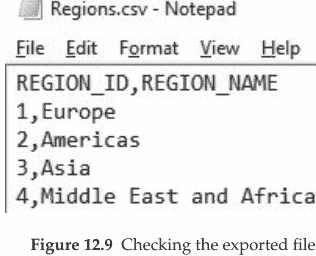 Regions.csv - Notepad
File Edit Format View Help
REGION_ID,REGION_NAME
1,Europe
2,Americas
3,Asia
4,Middle East and Africa
Figure 12.9 Checking the exported file